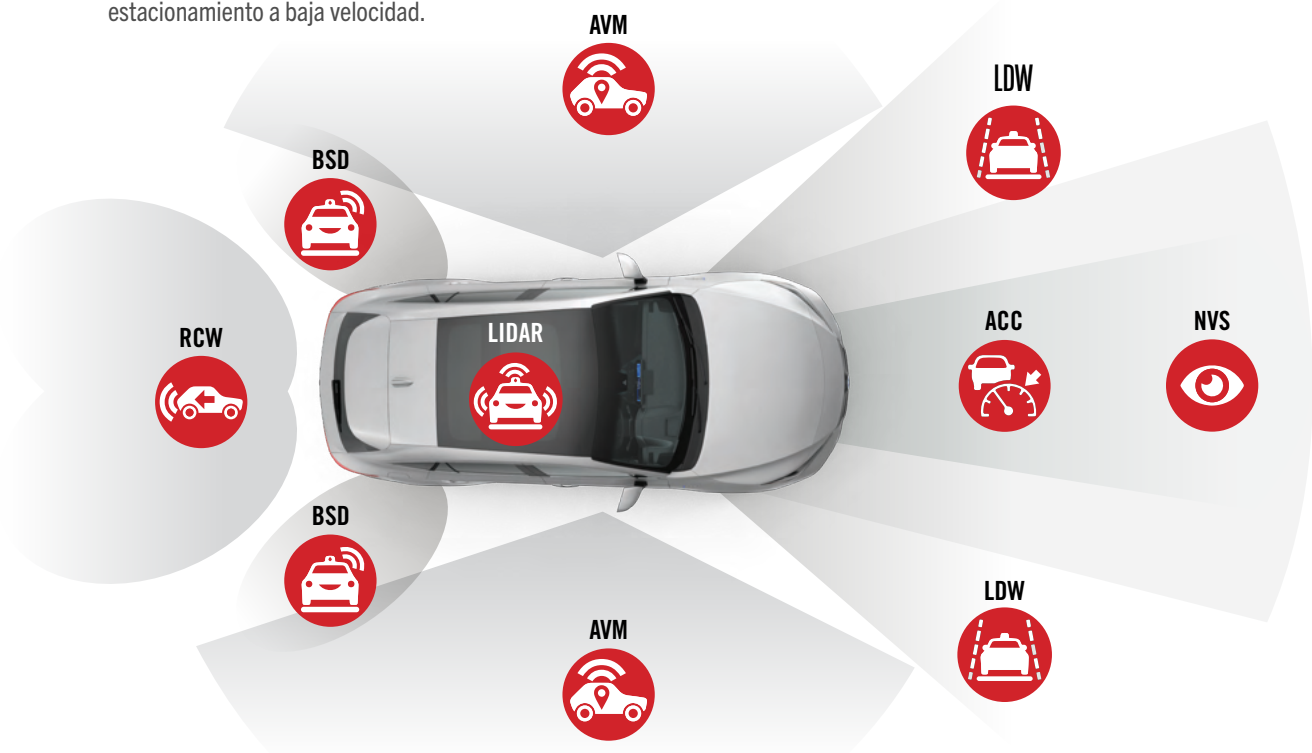 estacionamiento a baja velocidad.
AVM
LDW
BSD
RCW
LIDAR
ACC
NVS
BSD
LDW
AVM